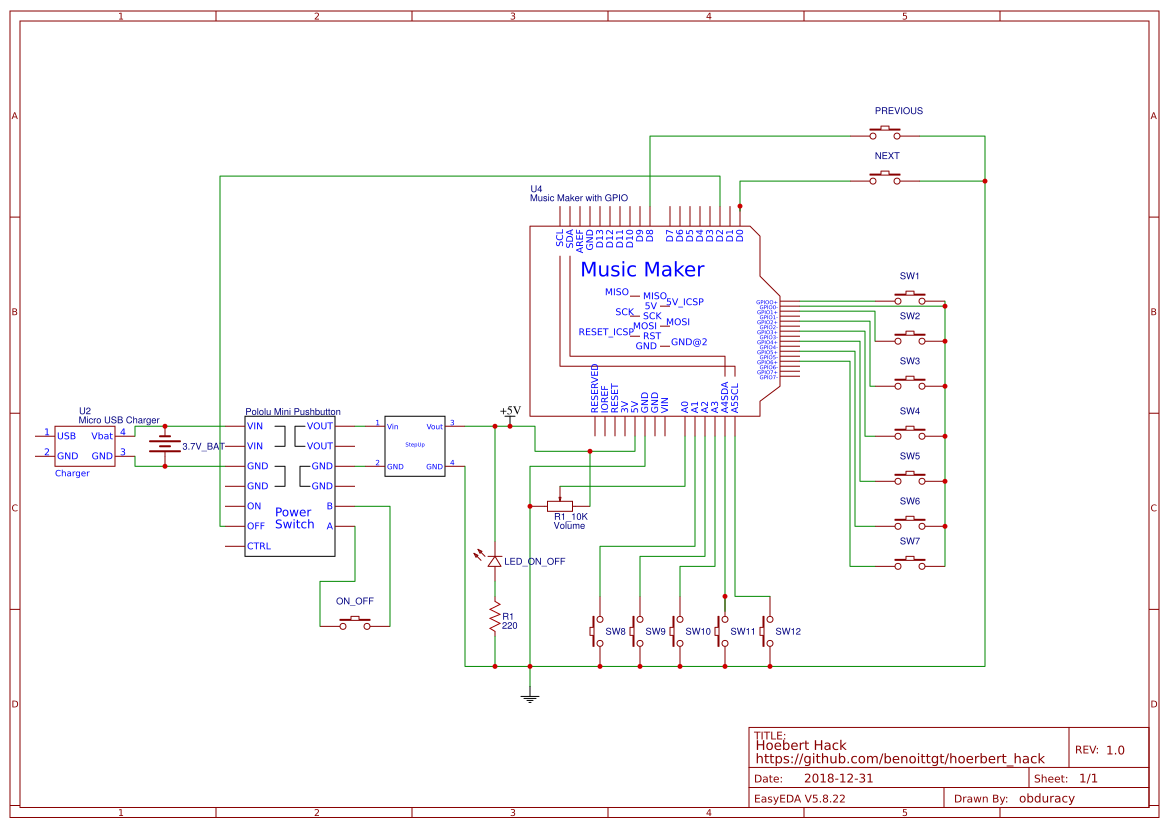 1 2 3 4 5
A A
B B
C C
D D
1 2 3 4 5
PREVIOUS
NEXT
U4
Music Maker with GPIO
SCL SDA AREF GND D13 D12 D11 D10 D9 D8 D7 D6 D5 D4 D3 D2 D1 D0
Music Maker
MISO MISO
5V 5V_ICSP
SCK SCK
MOSI MOSI
RESET_ICSP RST
GND GND@2
GPIO0+
GPIO0-
GPIO1+
GPIO1-
GPIO2+
GPIO2-
GPIO3+
GPIO3-
GPIO4+
GPIO4-
GPIO5+
GPIO5-
GPIO6+
GPIO6-
GPIO7+
GPIO7-
RESERVED IOREF RESET 3V 5V GND GND VIN A0 A1 A2 A3 A4SDA A5SCL
SW1
SW2
SW3
SW4
SW5
SW6
SW7
U2
Micro USB Charger
1 USB Vbat 4
2 GND GND 3
Charger
3.7V_BAT
Pololu Mini Pushbutton
VIN VOUT
VIN VOUT
GND GND
GND GND
ON B
OFF A
CTRL
Power
Switch
1 Vin Vout 3
StepUp
2 GND GND 4
+5V
R1_10K
Volume
LED_ON_OFF
R1
220
ON_OFF
SW8 SW9 SW10 SW11 SW12
TITLE:
Hoebert Hack
https://github.com/benoittgt/hoerbert_hack
REV: 1.0
Date: 2018-12-31
Sheet: 1/1
EasyEDA V5.8.22
Drawn By: obduracy